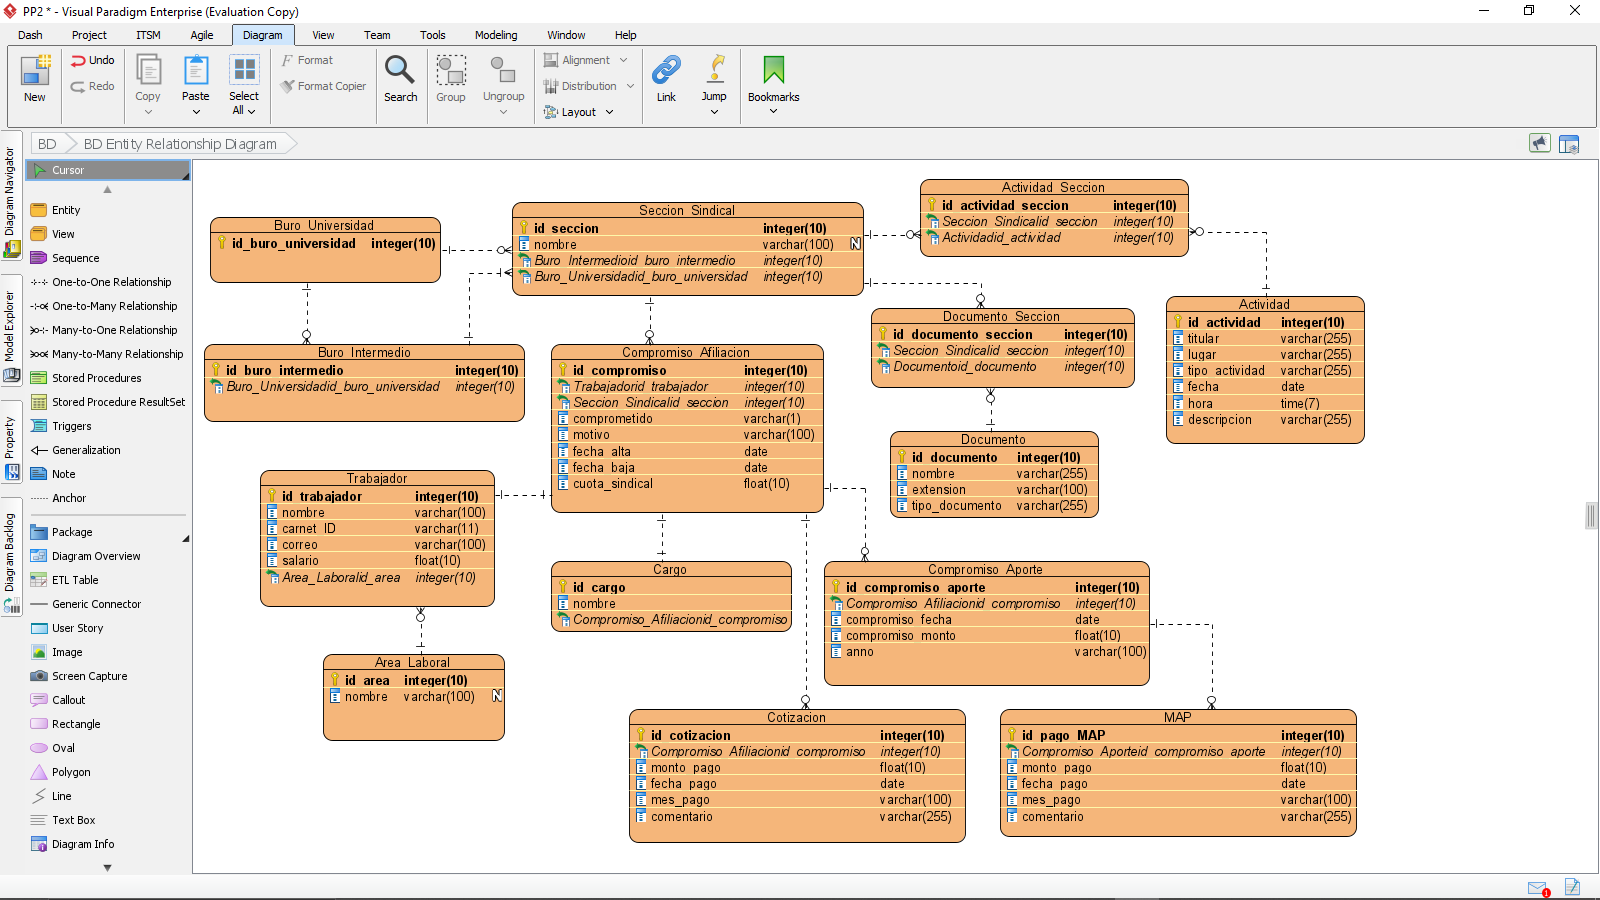 PP2 * - Visual Paradigm Enterprise (Evaluation Copy)
Dash Project ITSM Agile Diagram View Team Tools Modeling Window Help
New
Undo
Redo
Copy
Paste
Select
All
Format
Format Copier
Search
Group
Ungroup
Alignment
Distribution
Layout
Link
Jump
Bookmarks
BD
BD Entity Relationship Diagram
Diagram Navigator
Model Explorer
Property
Diagram Backlog
Cursor
Entity
View
Sequence
One-to-One Relationship
One-to-Many Relationship
Many-to-One Relationship
Many-to-Many Relationship
Stored Procedures
Stored Procedure ResultSet
Triggers
Generalization
Note
Anchor
Package
Diagram Overview
ETL Table
Generic Connector
User Story
Image
Screen Capture
Callout
Rectangle
Oval
Polygon
Line
Text Box
Diagram Info
Buro_Universidad
id_buro_universidad integer(10)
Seccion_Sindical
id_seccion integer(10)
nombre varchar(100) N
Buro_Intermedioid_buro_intermedio integer(10)
Buro_Universidadid_buro_universidad integer(10)
Actividad_Seccion
id_actividad_seccion integer(10)
Seccion_Sindicalid_seccion integer(10)
Actividadid_actividad integer(10)
Actividad
id_actividad integer(10)
titular varchar(255)
lugar varchar(255)
tipo_actividad varchar(255)
fecha date
hora time(7)
descripcion varchar(255)
Documento_Seccion
id_documento_seccion integer(10)
Seccion_Sindicalid_seccion integer(10)
Documentoid_documento integer(10)
Buro_Intermedio
id_buro_intermedio integer(10)
Buro_Universidadid_buro_universidad integer(10)
Compromiso_Afiliacion
id_compromiso integer(10)
Trabajadorid_trabajador integer(10)
Seccion_Sindicalid_seccion integer(10)
comprometido varchar(1)
motivo varchar(100)
fecha_alta date
fecha_baja date
cuota_sindical float(10)
Documento
id_documento integer(10)
nombre varchar(255)
extension varchar(100)
tipo_documento varchar(255)
Trabajador
id_trabajador integer(10)
nombre varchar(100)
carnet_ID varchar(11)
correo varchar(100)
salario float(10)
Area_Laboralid_area integer(10)
Cargo
id_cargo
nombre
Compromiso_Afiliacionid_compromiso
Compromiso_Aporte
id_compromiso_aporte integer(10)
Compromiso_Afiliacionid_compromiso integer(10)
compromiso_fecha date
compromiso_monto float(10)
anno varchar(100)
Area_Laboral
id_area integer(10)
nombre varchar(100) N
Cotizacion
id_cotizacion integer(10)
Compromiso_Afiliacionid_compromiso integer(10)
monto_pago float(10)
fecha_pago date
mes_pago varchar(100)
comentario varchar(255)
MAP
id_pago_MAP integer(10)
Compromiso_Aporteid_compromiso_aporte integer(10)
monto_pago float(10)
fecha_pago date
mes_pago varchar(100)
comentario varchar(255)
1